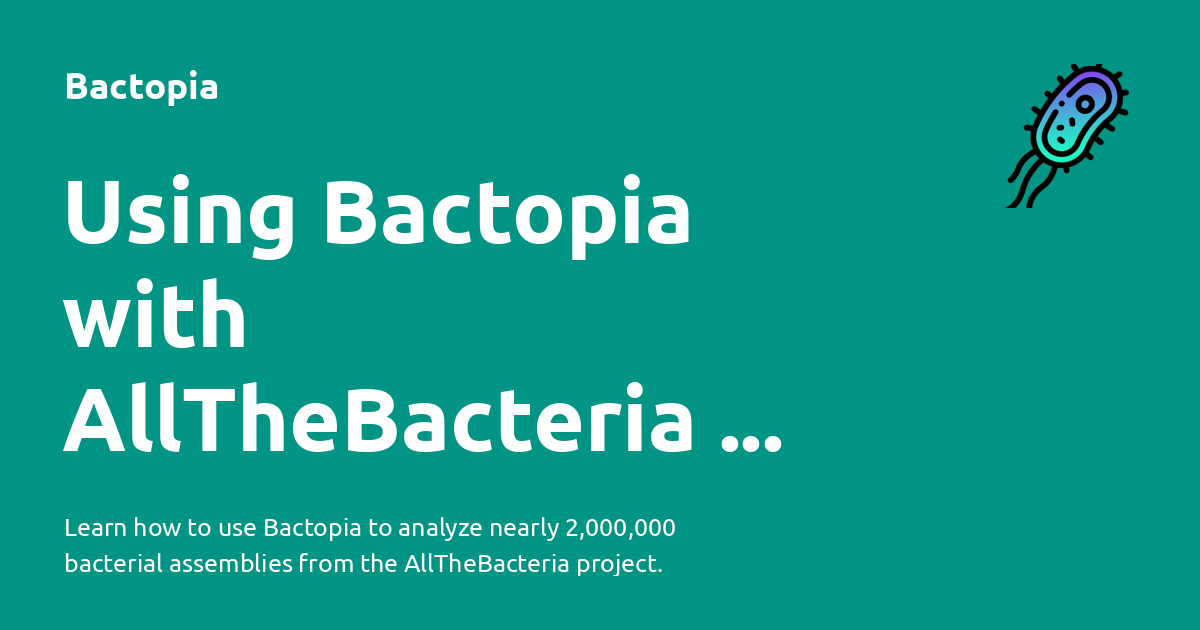 Bactopia
Using Bactopia
with
AllTheBacteria ...
Learn how to use Bactopia to analyze nearly 2,000,000
bacterial assemblies from the AllTheBacteria project.